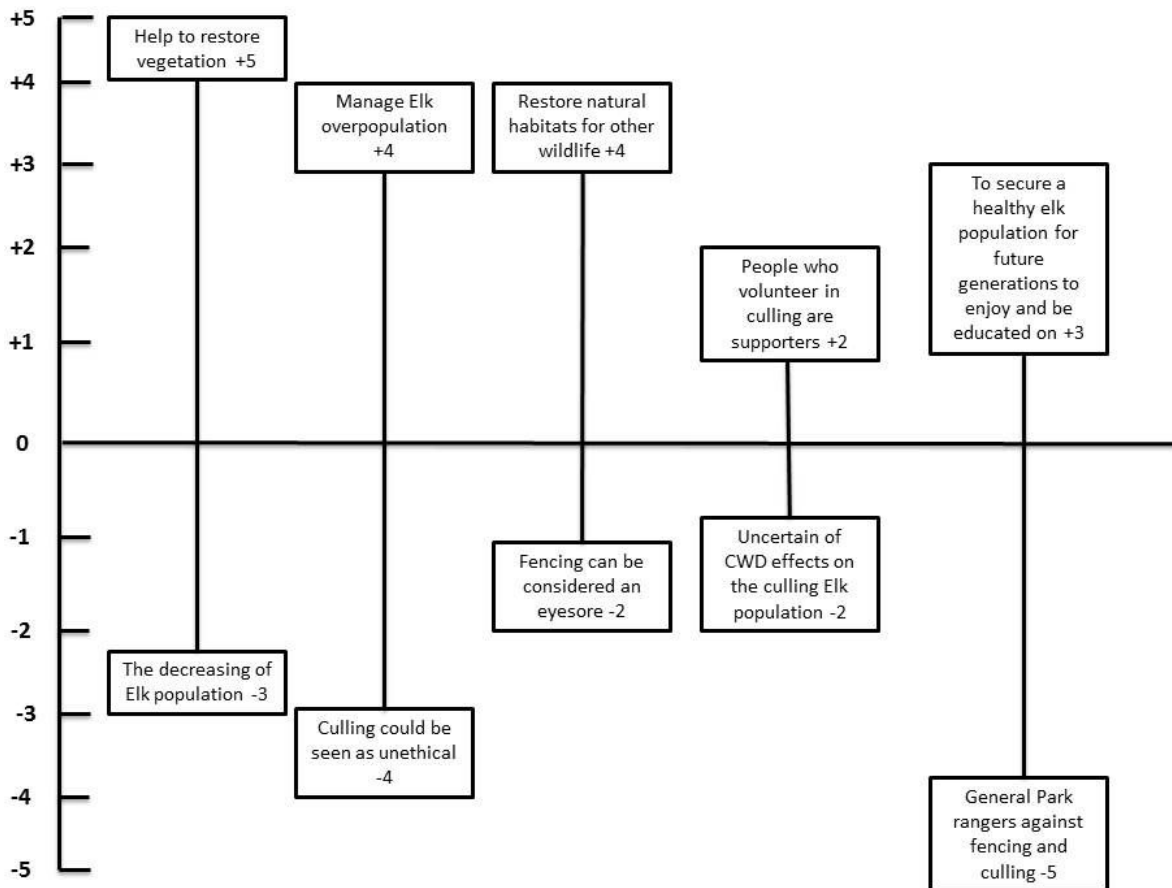 +5
+4
+3
+2
+1
0
-1
-2
-3
-4
-5
Help to restore
vegetation +5
Manage Elk
overpopulation
+4
Restore natural
habitats for other
wildlife +4
People who
volunteer in
culling are
supporters +2
To secure a
healthy elk
population for
future
generations to
enjoy and be
educated on +3
The decreasing of
Elk population -3
Culling could be
seen as unethical
-4
Fencing can be
considered an
eyesore -2
Uncertain of
CWD effects on
the culling Elk
population -2
General Park
rangers against
fencing and
culling -5